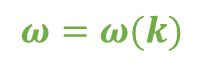 ω = ω(k)